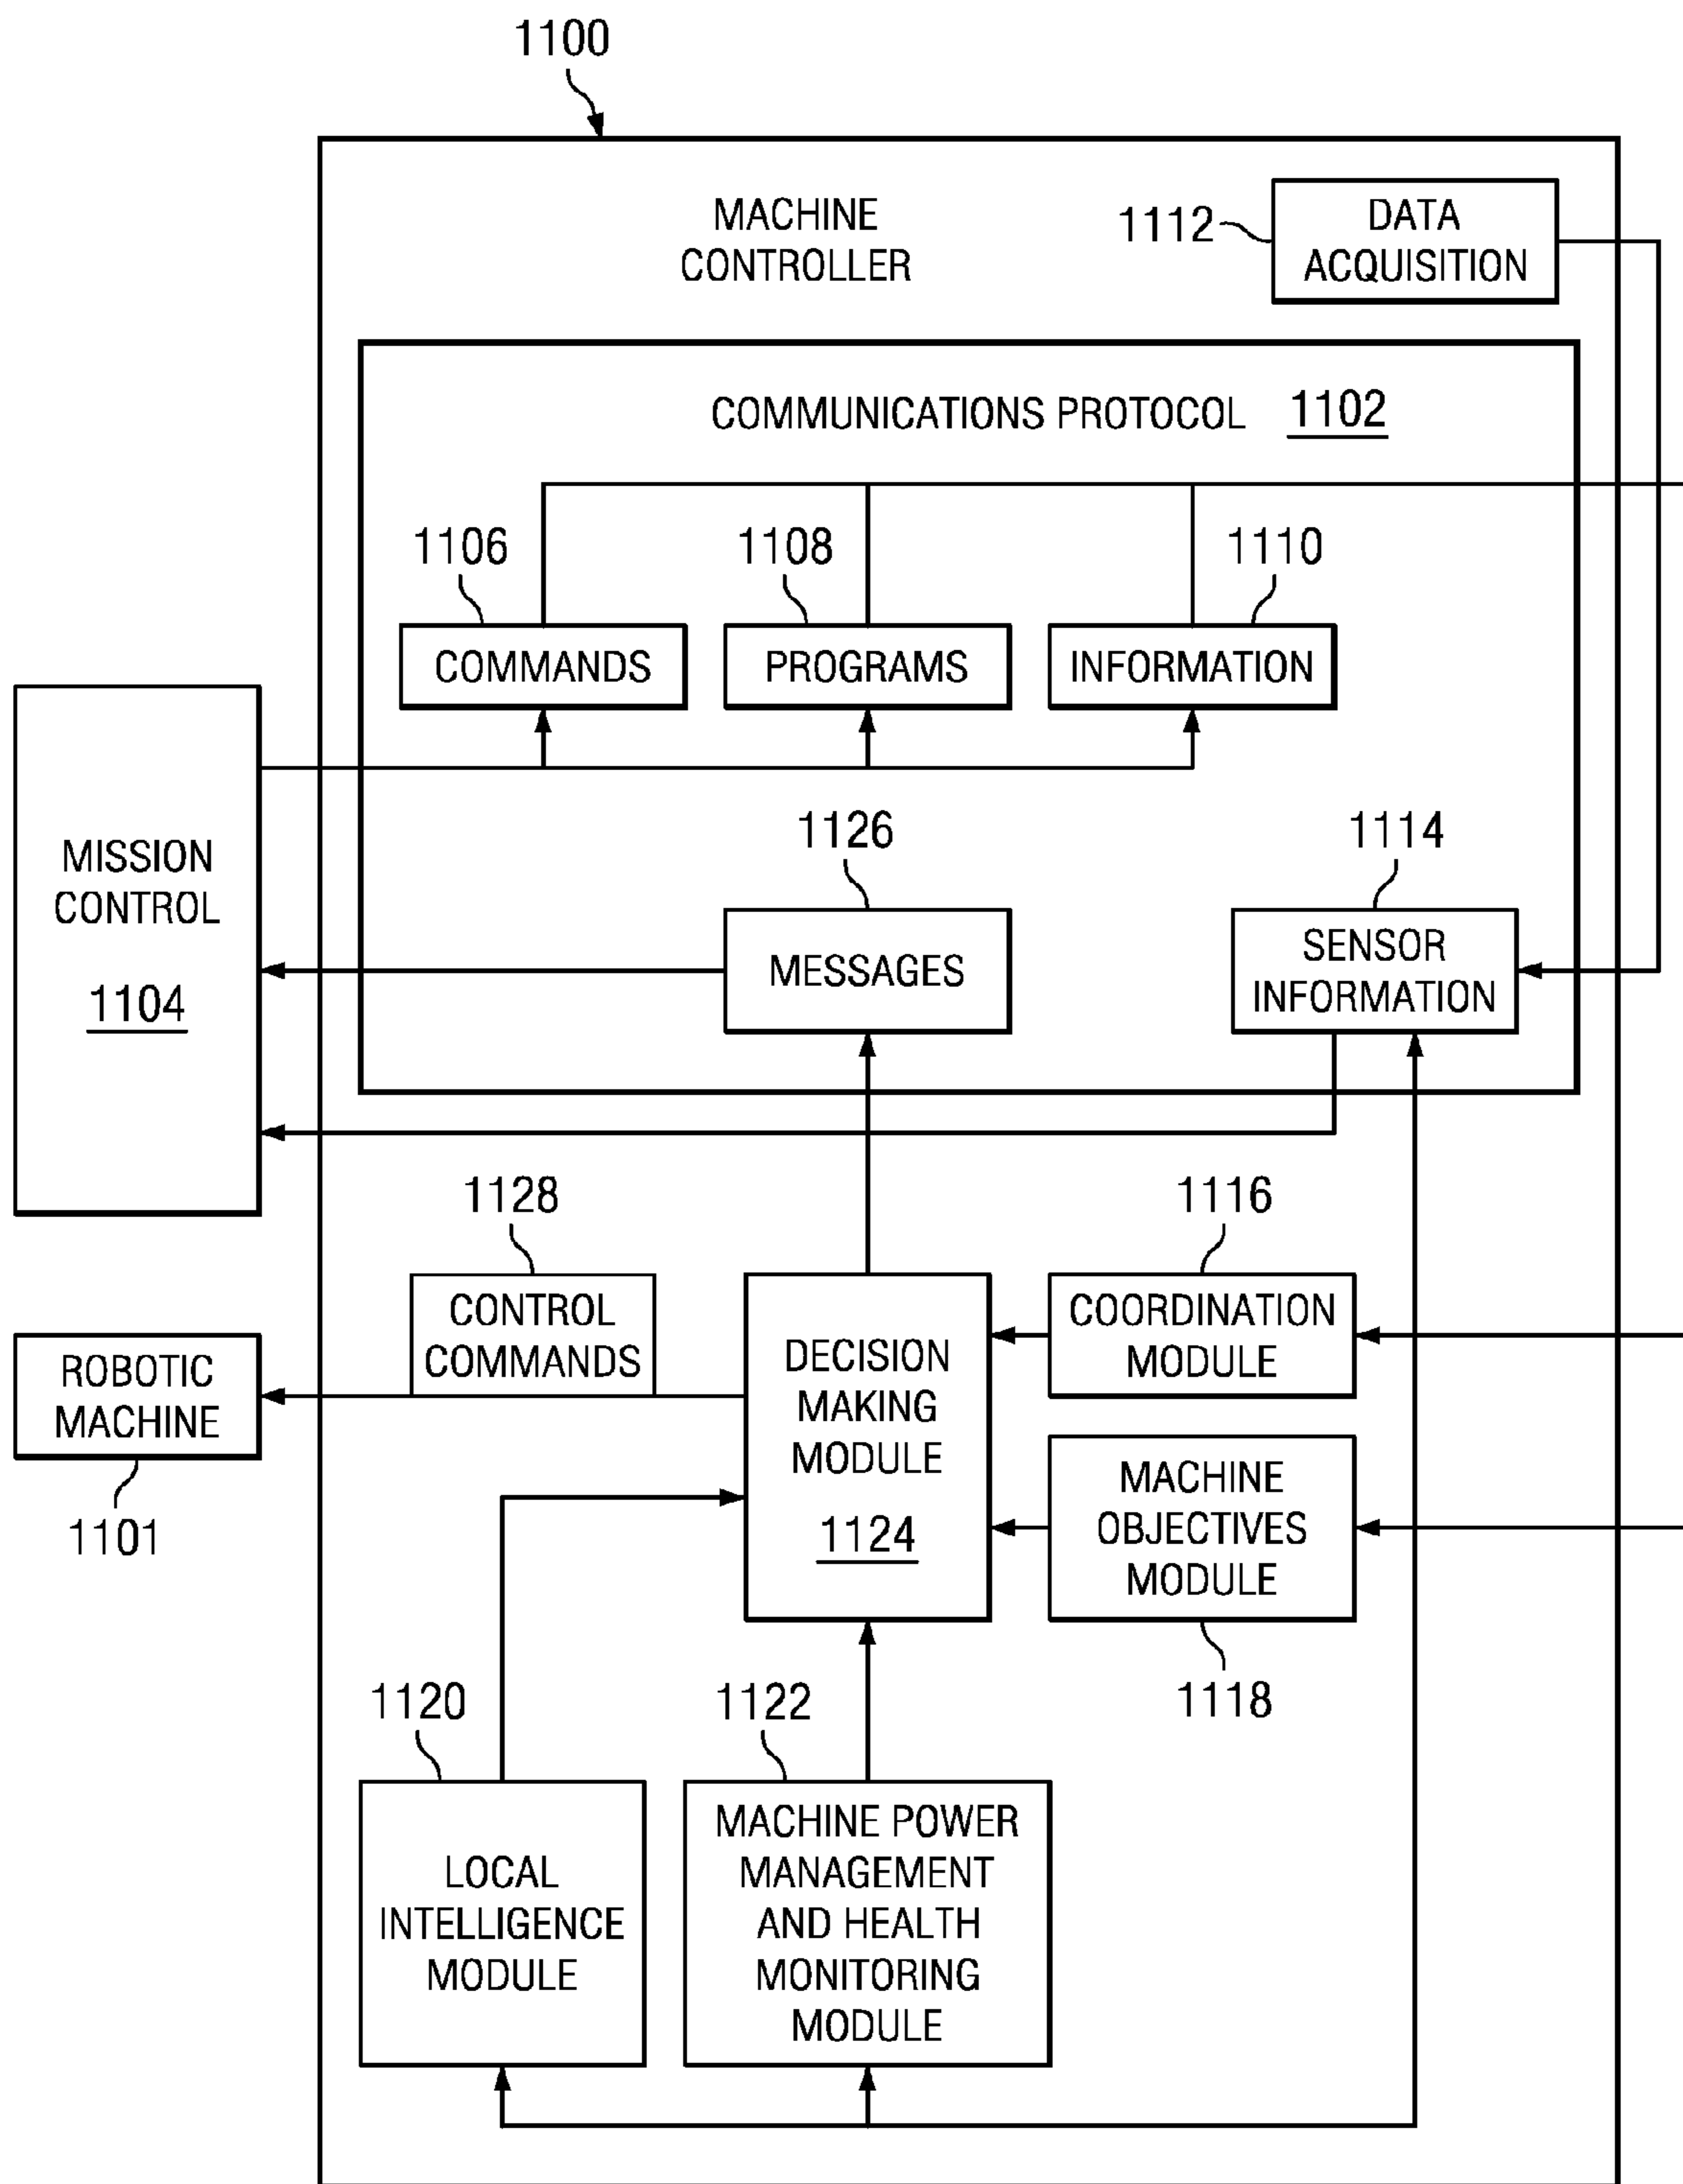 1100
MACHINE
CONTROLLER
1112
DATA
ACQUISITION
COMMUNICATIONS PROTOCOL 1102
1106
1108
1110
COMMANDS
PROGRAMS
INFORMATION
MISSION
CONTROL
1104
1126
MESSAGES
1114
SENSOR
INFORMATION
1128
CONTROL
COMMANDS
ROBOTIC
MACHINE
1101
DECISION
MAKING
MODULE
1124
1116
COORDINATION
MODULE
MACHINE
OBJECTIVES
MODULE
1118
1120
LOCAL
INTELLIGENCE
MODULE
1122
MACHINE POWER
MANAGEMENT
AND HEALTH
MONITORING
MODULE